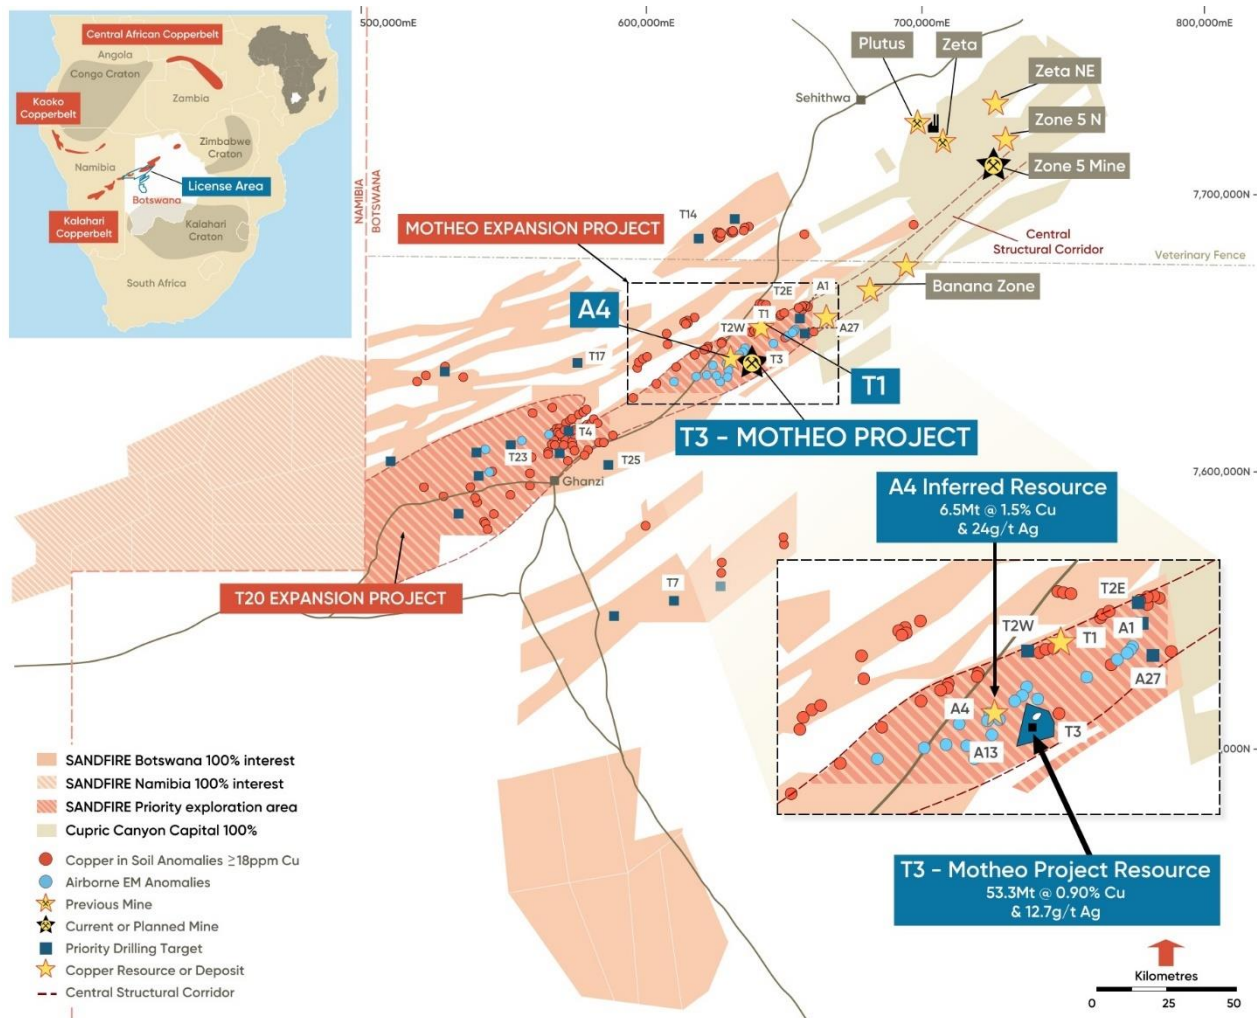 500,000mE
600,000mE
700,000mE
800,000mN
Central African Copperbelt
Angola
Congo Craton
Zambia
Kaoko
Copperbelt
Zimbabwe
Craton
Namibia
License Area
Botswana
Kalahari
Copperbelt
Kalahari
Craton
South Africa
NAMIBIA
BOTSWANA
Plutus
Zeta
Sehithwa
Zeta NE
Zone 5 N
Zone 5 Mine
7,700,000N
T14
MOTHEO EXPANSION PROJECT
Central
Structural Corridor
Veterinary Fence
Banana Zone
T2E
A1
A4
T1
T2W
A27
T17
T3
T1
T3 - MOTHEO PROJECT
T4
T23
T25
7,600,000N
Ghanzi
A4 Inferred Resource
6.5Mt @ 1.5% Cu
& 24g/t Ag
T20 EXPANSION PROJECT
T7
T2E
T2W
A1
T1
A27
A4
T3
A13
000N
T3 - Motheo Project Resource
53.3Mt @ 0.90% Cu
& 12.7g/t Ag
SANDFIRE Botswana 100% interest
SANDFIRE Namibia 100% interest
SANDFIRE Priority exploration area
Cupric Canyon Capital 100%
Copper in Soil Anomalies ≥18ppm Cu
Airborne EM Anomalies
Previous Mine
Current or Planned Mine
Priority Drilling Target
Copper Resource or Deposit
Central Structural Corridor
Kilometres
0 25 50